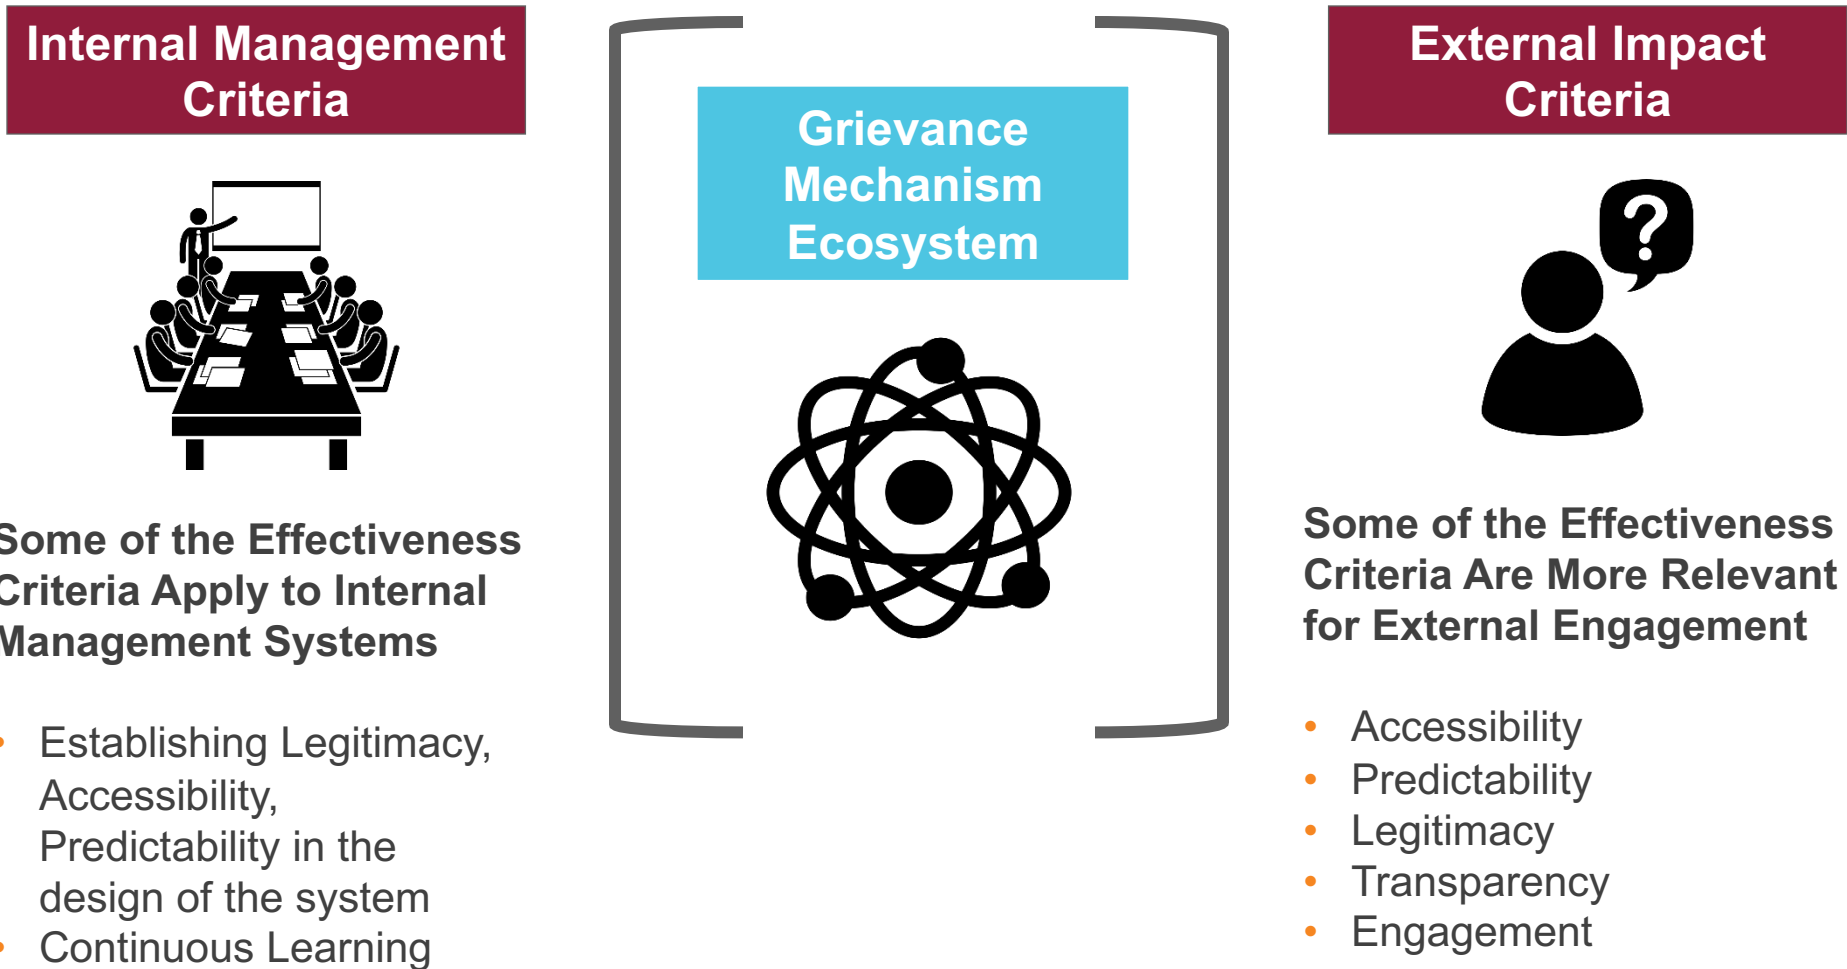 Internal Management
Criteria
Some of the Effectiveness
Criteria Apply to Internal
Management Systems
• Establishing Legitimacy,
Accessibility,
Predictability in the
design of the system
• Continuous Learning
Grievance
Mechanism
Ecosystem
External Impact
Criteria
?
Some of the Effectiveness
Criteria Are More Relevant
for External Engagement
• Accessibility
• Predictability
• Legitimacy
• Transparency
• Engagement